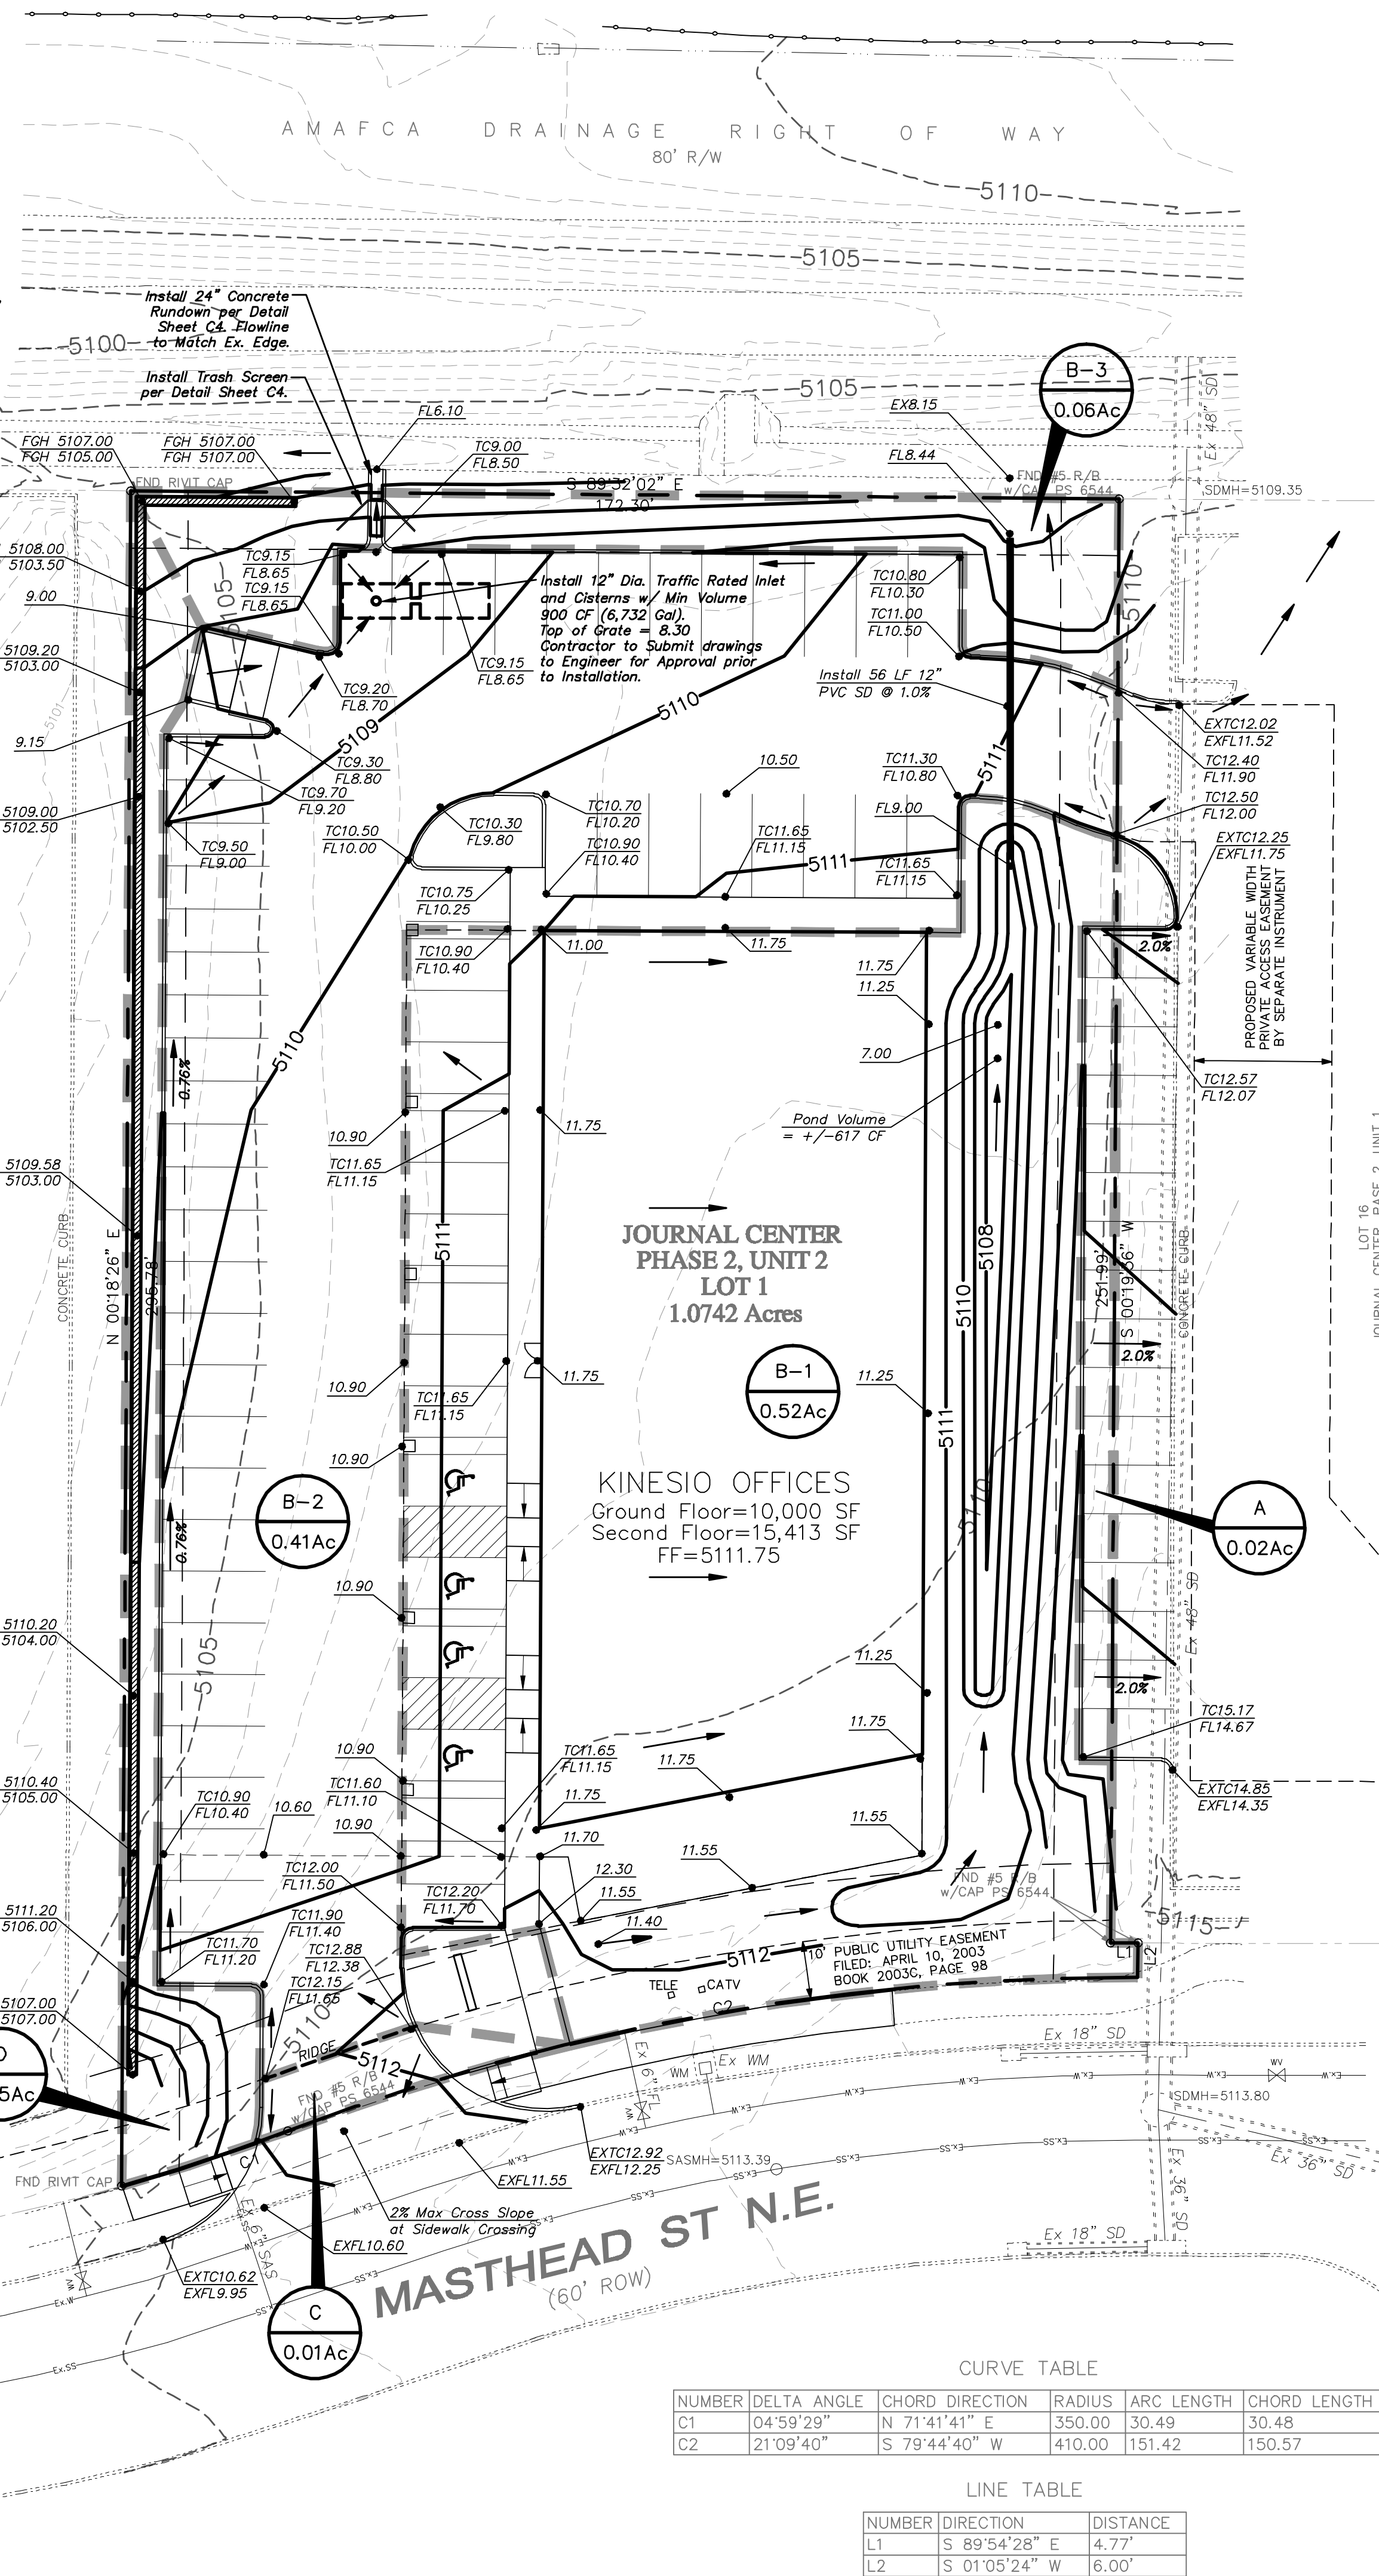 AMAFCA DRAINAGE RIGHT OF WAY
80' R/W
5110
5105
Install 24" Concrete
Rundown per Detail
Sheet C4. Flowline
to Match Ex. Edge.
5100
Install Trash Screen
per Detail Sheet C4.
5105
B-3
0.06Ac
Ex 48" SD
FL6.10
EX8.15
TC9.00
FL8.50
FL8.44
FGH 5107.00
FGH 5105.00
FGH 5107.00
FGH 5107.00
FND RIVIT CAP
S 89°32'02" E
172.30'
FND #5 R/B
w/CAP PS 6544
SDMH=5109.35
5108.00
5103.50
TC9.15
FL8.65
TC9.15
FL8.65
Install 12" Dia. Traffic Rated Inlet
and Cisterns w/ Min Volume
900 CF (6,732 Gal).
Top of Grate = 8.30
Contractor to Submit drawings
to Engineer for Approval prior
to Installation.
TC10.80
FL10.30
TC11.00
FL10.50
5110
9.00
5105
5109.20
5103.00
TC9.15
FL8.65
TC9.20
FL8.70
Install 56 LF 12"
PVC SD @ 1.0%
5101
5110
5109
9.15
TC9.30
FL8.80
TC9.70
FL9.20
10.50
TC11.30
FL10.80
5111
EXTC12.02
EXFL11.52
TC12.40
FL11.90
TC12.50
FL12.00
5109.00
5102.50
TC9.50
FL9.00
TC10.50
FL10.00
TC10.30
FL9.80
TC10.70
FL10.20
TC10.90
FL10.40
TC11.65
FL11.15
FL9.00
5111
TC11.65
FL11.15
EXTC12.25
EXFL11.75
TC10.75
FL10.25
TC10.90
FL10.40
11.00
11.75
11.75
11.25
2.0%
PROPOSED VARIABLE WIDTH
PRIVATE ACCESS EASEMENT
BY SEPARATE INSTRUMENT
5110
0.76%
7.00
TC12.57
FL12.07
Pond Volume
= +/-617 CF
10.90
11.75
TC11.65
FL11.15
5109.58
5103.00
CONCRETE CURB
N 00°18'26" E
295.78'
5111
JOURNAL CENTER
PHASE 2, UNIT 2
LOT 1
1.0742 Acres
5108
5110
251.99'
S 00°19'56" W
CONCRETE CURB
2.0%
LOT 16
B-1
0.52Ac
10.90
TC11.65
FL11.15
11.75
11.25
5111
10.90
KINESIO OFFICES
Ground Floor=10,000 SF
Second Floor=15,413 SF
FF=5111.75
5110
B-2
0.41Ac
0.76%
A
0.02Ac
10.90
Ex 48" SD
5110.20
5104.00
5105
11.25
2.0%
TC15.17
FL14.67
11.75
TC11.65
FL11.15
11.75
10.90
TC11.60
FL11.10
11.75
EXTC14.85
EXFL14.35
5110.40
5105.00
TC10.90
FL10.40
10.60
10.90
11.70
11.55
11.55
TC12.00
FL11.50
TC12.20
FL11.70
12.30
11.55
FND #5 R/B
w/CAP PS 6544
5111.20
5106.00
TC11.70
FL11.20
TC11.90
FL11.40
TC12.88
FL12.38
TC12.15
FL11.65
11.40
5112
5115
10' PUBLIC UTILITY EASEMENT
FILED: APRIL 10, 2003
BOOK 2003C, PAGE 98
L1
L2
TELE
CATV
C2
5107.00
5107.00
5110
RIDGE
5112
Ex 18" SD
FND #5 R/B
w/CAP PS 6544
Ex 6" FL
WM
Ex WM
WV
SDMH=5113.80
EXTC12.92
EXFL12.25
SASMH=5113.39
Ex 36" SD
Ex 36" SD
FND RIVIT CAP
C1
EXFL11.55
2% Max Cross Slope
at Sidewalk Crossing
Ex 6" SAS
EXFL10.60
EXTC10.62
EXFL9.95
MASTHEAD ST N.E.
(60' ROW)
Ex 18" SD
C
0.01Ac
Ex.W
Ex.SS
CURVE TABLE
NUMBER DELTA ANGLE CHORD DIRECTION RADIUS ARC LENGTH CHORD LENGTH
C1 04°59'29" N 71°41'41" E 350.00 30.49 30.48
C2 21°09'40" S 79°44'40" W 410.00 151.42 150.57
LINE TABLE
NUMBER DIRECTION DISTANCE
L1 S 89°54'28" E 4.77'
L2 S 01°05'24" W 6.00'